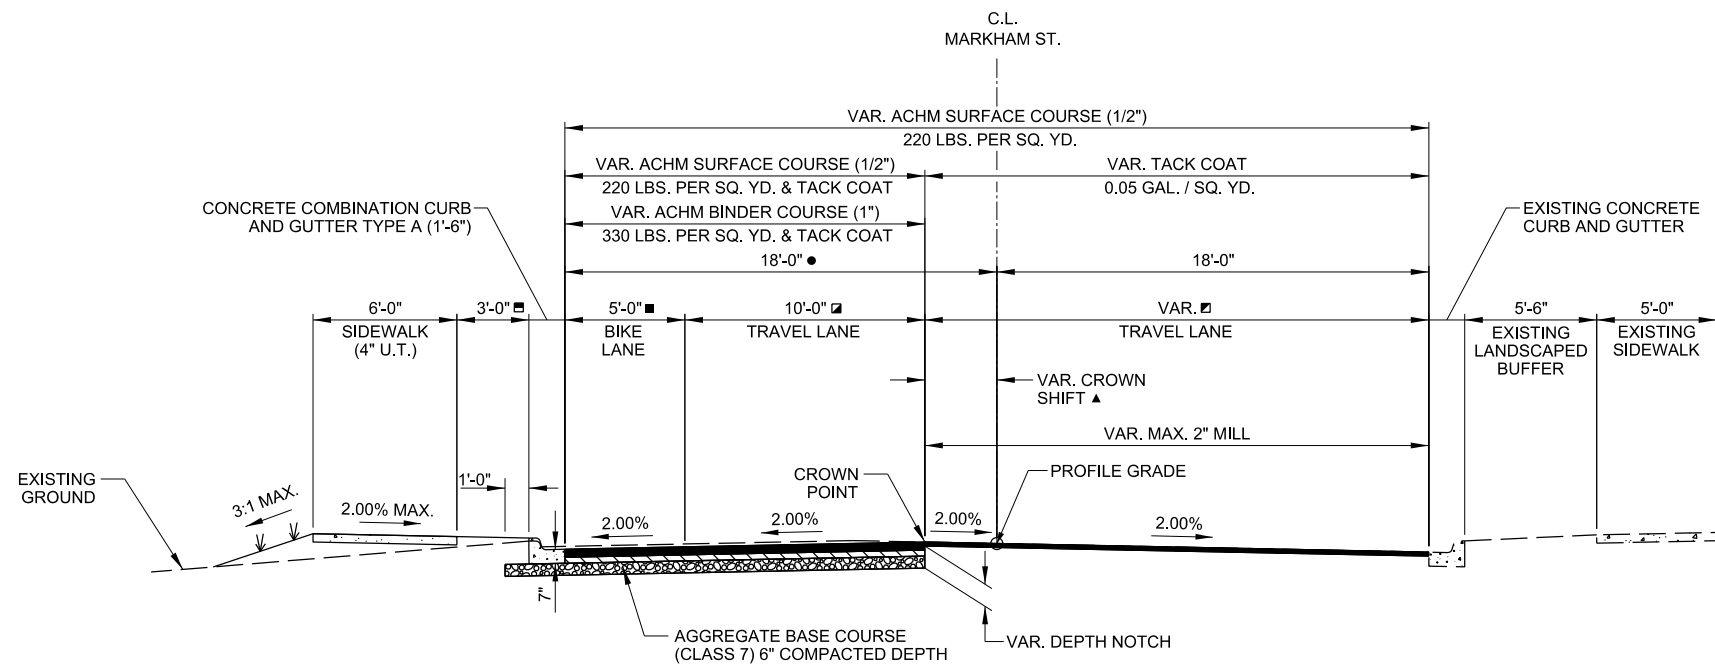 C.L.
MARKHAM ST.
VAR. ACHM SURFACE COURSE (1/2")
220 LBS. PER SQ. YD.
VAR. ACHM SURFACE COURSE (1/2")
220 LBS. PER SQ. YD. & TACK COAT
VAR. TACK COAT
0.05 GAL. / SQ. YD.
CONCRETE COMBINATION CURB
AND GUTTER TYPE A (1'-6")
VAR. ACHM BINDER COURSE (1")
330 LBS. PER SQ. YD. & TACK COAT
EXISTING CONCRETE
CURB AND GUTTER
18'-0" ●
18'-0"
6'-0"
SIDEWALK
(4" U.T.)
3'-0" ⬒
5'-0" ■
BIKE
LANE
10'-0" ◪
TRAVEL LANE
VAR. ◩
TRAVEL LANE
5'-6"
EXISTING
LANDSCAPED
BUFFER
5'-0"
EXISTING
SIDEWALK
VAR. CROWN
SHIFT ▲
VAR. MAX. 2" MILL
EXISTING
GROUND
3:1 MAX.
2.00% MAX.
1'-0"
CROWN
POINT
PROFILE GRADE
2.00%
2.00%
2.00%
2.00%
7"
AGGREGATE BASE COURSE
(CLASS 7) 6" COMPACTED DEPTH
VAR. DEPTH NOTCH